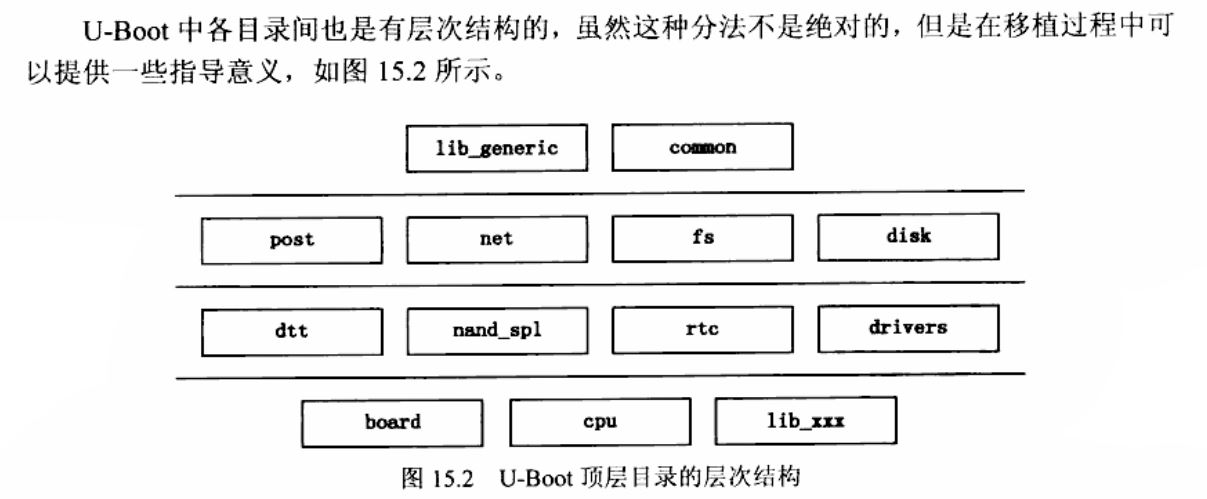 U-Boot 中各目录间也是有层次结构的，虽然这种分法不是绝对的，但是在移植过程中可
以提供一些指导意义，如图 15.2 所示。
lib_generic common
post net fs disk
dtt nand_spl rtc drivers
board cpu lib_xxx
图 15.2 U-Boot 顶层目录的层次结构